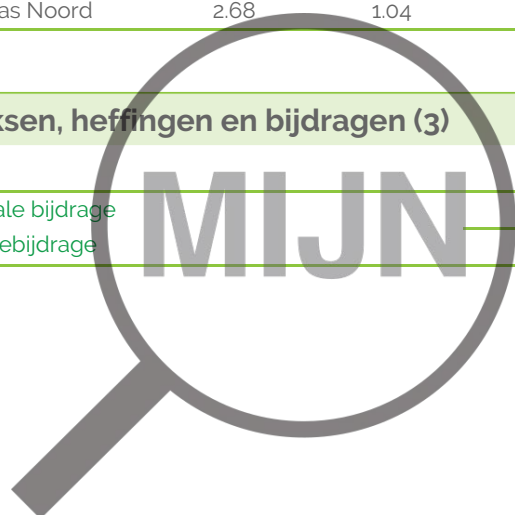 as Noord 2.68 1.04
ksen, heffingen en bijdragen (3)
ale bijdrage
ebijdrage
MIJN